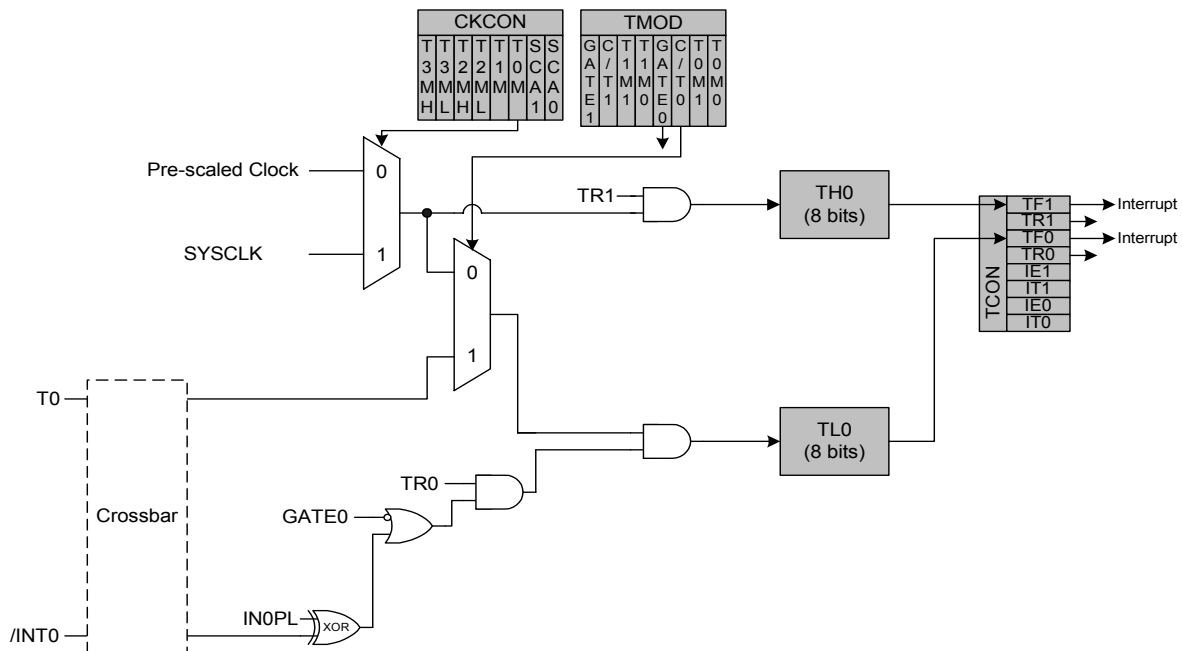 CKCON
T3MH T3ML T2MH T2ML T1M T0M SCA1 SCA0
TMOD
GATE1 C/T1 T1M1 T1M0 GATE0 C/T0 T0M1 T0M0
Pre-scaled Clock
0
SYSCLK
1
TR1
TH0
(8 bits)
TCON
TF1
TR1
TF0
TR0
IE1
IT1
IE0
IT0
Interrupt
Interrupt
0
1
T0
Crossbar
TL0
(8 bits)
TR0
GATE0
IN0PL
XOR
/INT0